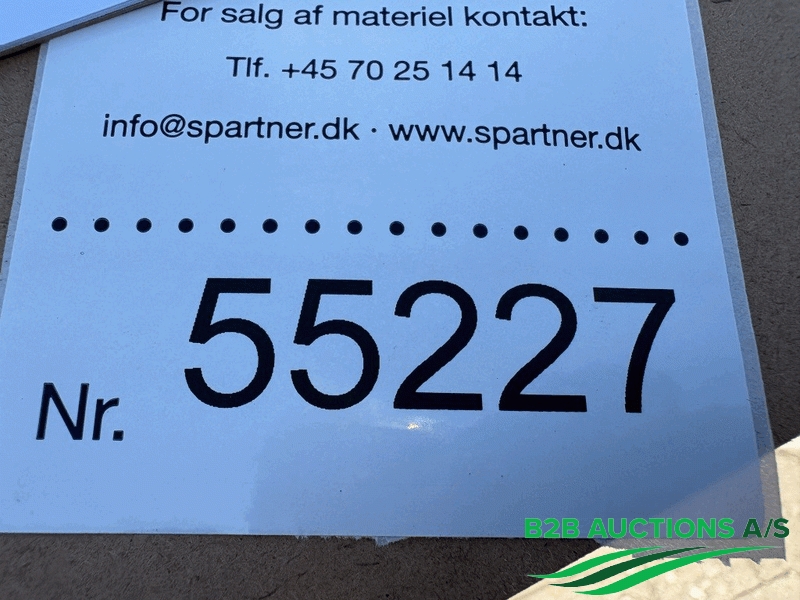 For salg af materiel kontakt:
Tlf. +45 70 25 14 14
info@spartner.dk · www.spartner.dk
Nr. 55227
B2B AUCTIONS A/S